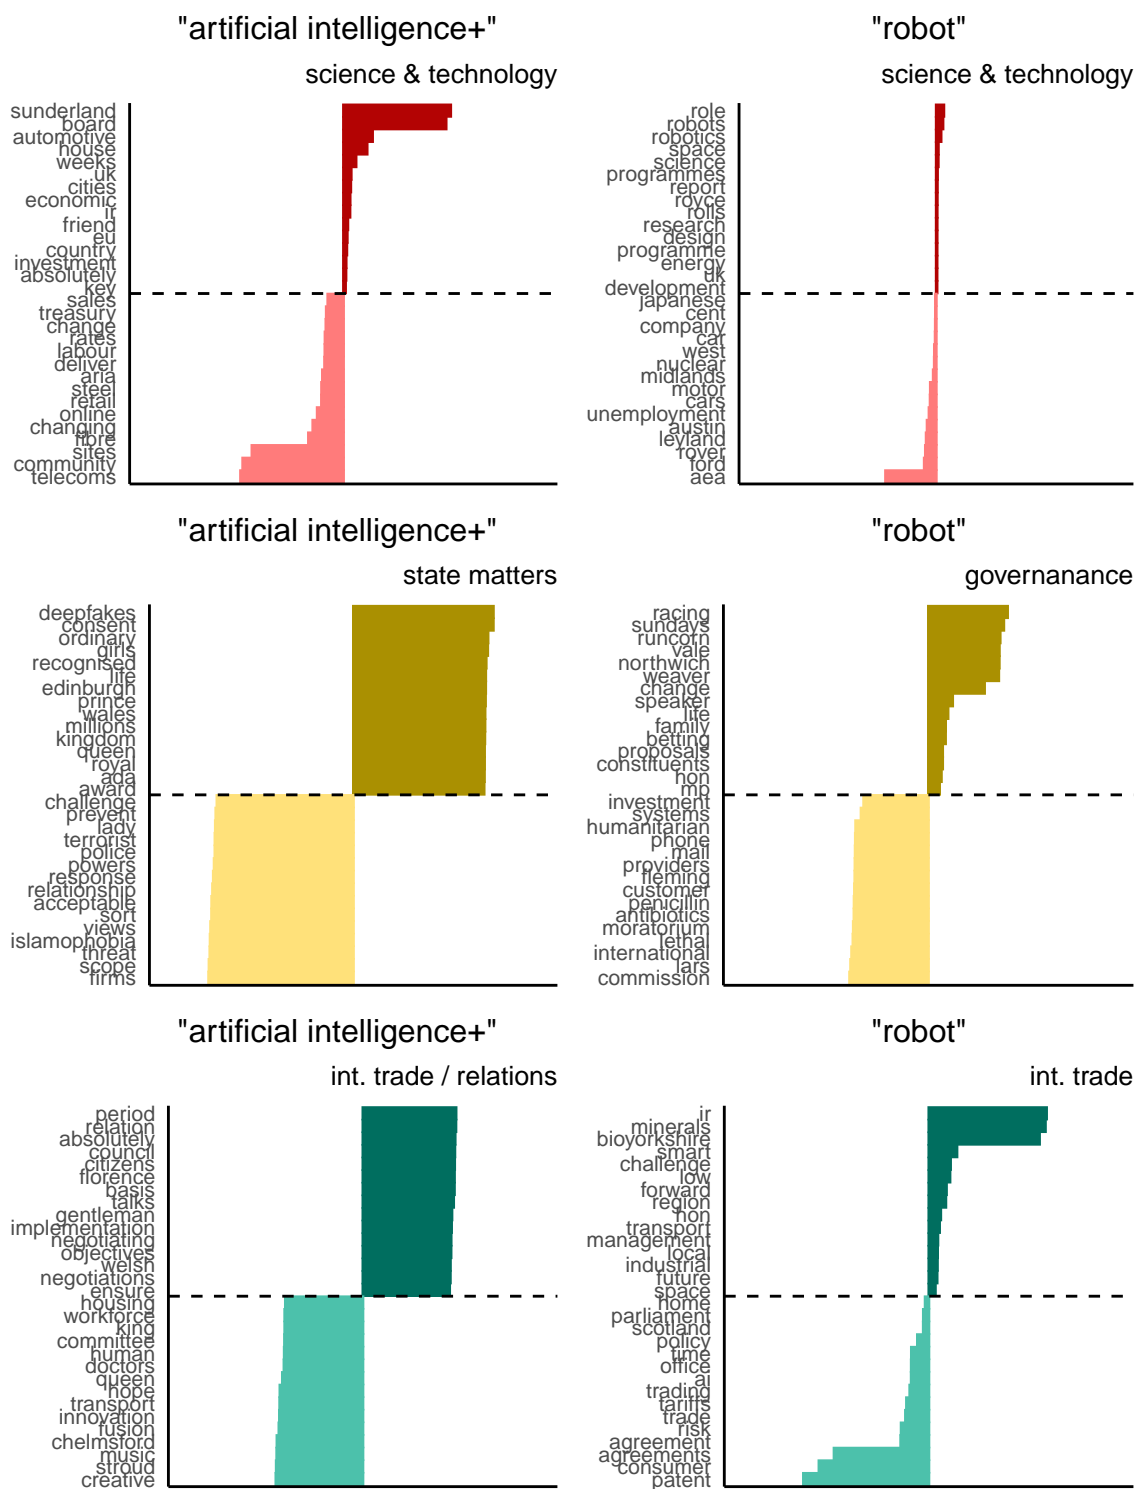 "artificial intelligence+"
science & technology
sunderland
board
automotive
house
weeks
uk
cities
economic
ir
friend
eu
country
investment
absolutely
key
sales
treasury
change
rates
labour
deliver
aria
steel
retail
online
changing
fibre
sites
community
telecoms
"robot"
science & technology
role
robots
robotics
space
science
programmes
report
royce
rolls
research
design
programme
energy
uk
development
japanese
cent
company
car
west
nuclear
midlands
motor
cars
unemployment
austin
leyland
rover
ford
aea
"artificial intelligence+"
state matters
deepfakes
consent
ordinary
girls
recognised
life
edinburgh
prince
wales
millions
kingdom
queen
royal
ada
award
challenge
prevent
lady
terrorist
police
powers
response
relationship
acceptable
sort
views
islamophobia
threat
scope
firms
"robot"
governanance
racing
sundays
runcorn
vale
northwich
weaver
change
speaker
life
family
betting
proposals
constituents
hon
mp
investment
systems
humanitarian
phone
mail
providers
fleming
customer
penicillin
antibiotics
moratorium
lethal
international
lars
commission
"artificial intelligence+"
int. trade / relations
period
relation
absolutely
council
citizens
florence
basis
talks
gentleman
implementation
negotiating
objectives
welsh
negotiations
ensure
housing
workforce
king
committee
human
doctors
queen
hope
transport
innovation
fusion
chelmsford
music
stroud
creative
"robot"
int. trade
ir
minerals
bioyorkshire
smart
challenge
low
forward
region
hon
transport
management
local
industrial
future
space
home
parliament
scotland
policy
time
office
ai
trading
tariffs
trade
risk
agreement
agreements
consumer
patent